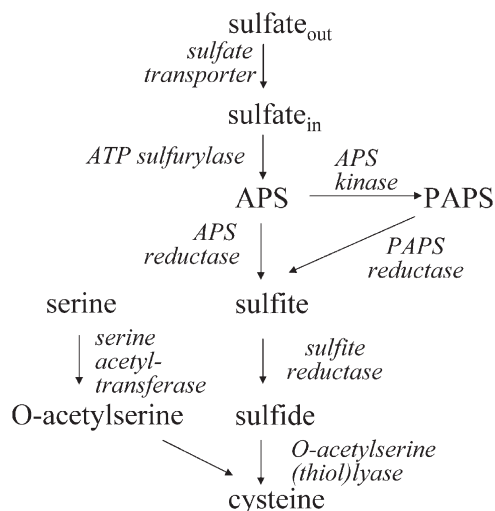 sulfate_out
sulfate
transporter
sulfate_in
ATP sulfurylase
APS
kinase
APS
PAPS
APS
reductase
PAPS
reductase
serine
sulfite
serine
acetyl-
transferase
sulfite
reductase
O-acetylserine
sulfide
O-acetylserine
(thiol)lyase
cysteine